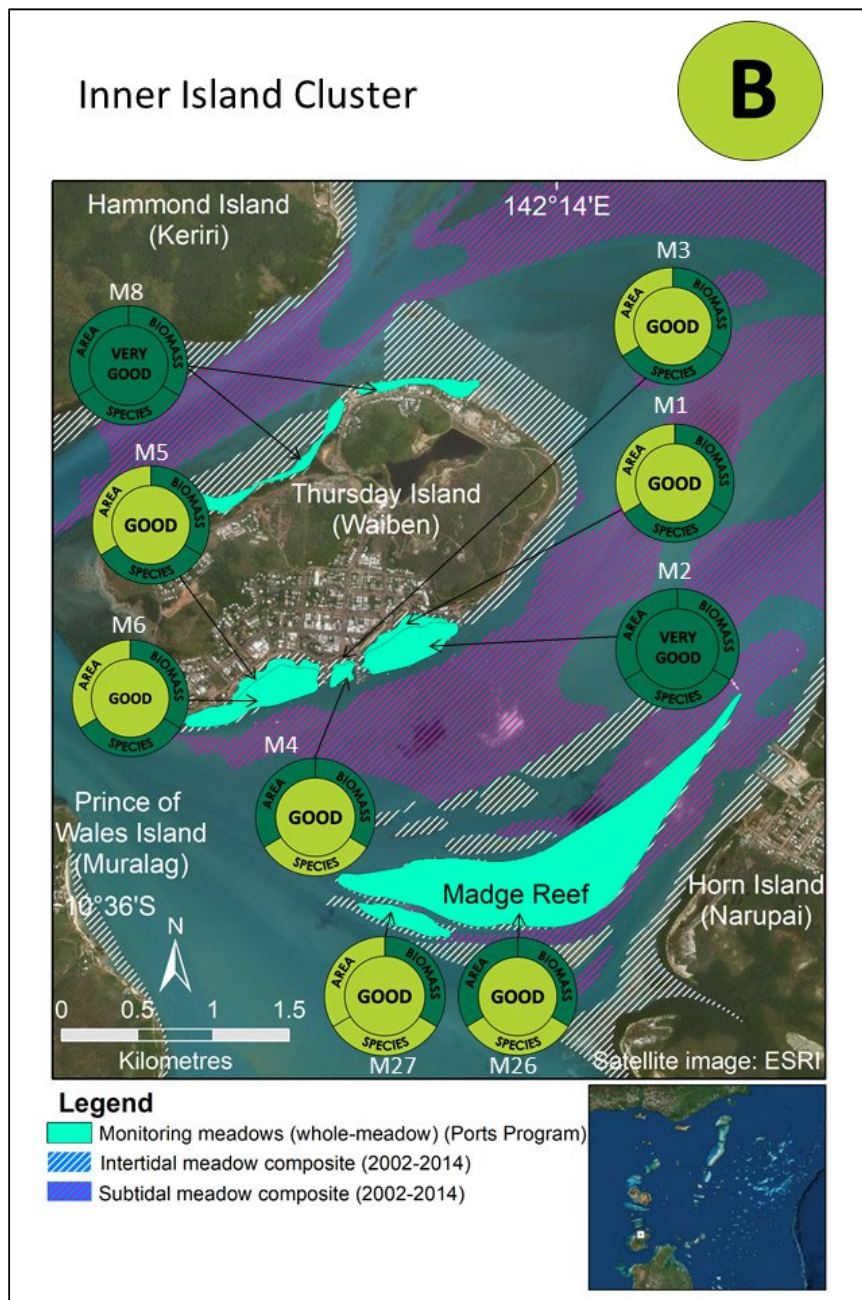 Inner Island Cluster
B
Hammond Island
(Keriri)
142°14'E
M3
AREA
BIOMASS
GOOD
SPECIES
M8
AREA
BIOMASS
VERY
GOOD
SPECIES
M1
AREA
BIOMASS
GOOD
SPECIES
M5
AREA
BIOMASS
GOOD
SPECIES
Thursday Island
(Waiben)
M2
AREA
BIOMASS
VERY
GOOD
SPECIES
M6
AREA
BIOMASS
GOOD
SPECIES
M4
AREA
BIOMASS
GOOD
SPECIES
Prince of
Wales Island
(Muralag)
10°36'S
Madge Reef
Horn Island
(Narupai)
N
0 0.5 1 1.5
Kilometres
AREA
BIOMASS
GOOD
SPECIES
M27
AREA
BIOMASS
GOOD
SPECIES
M26
Satellite image: ESRI
Legend
Monitoring meadows (whole-meadow) (Ports Program)
Intertidal meadow composite (2002-2014)
Subtidal meadow composite (2002-2014)